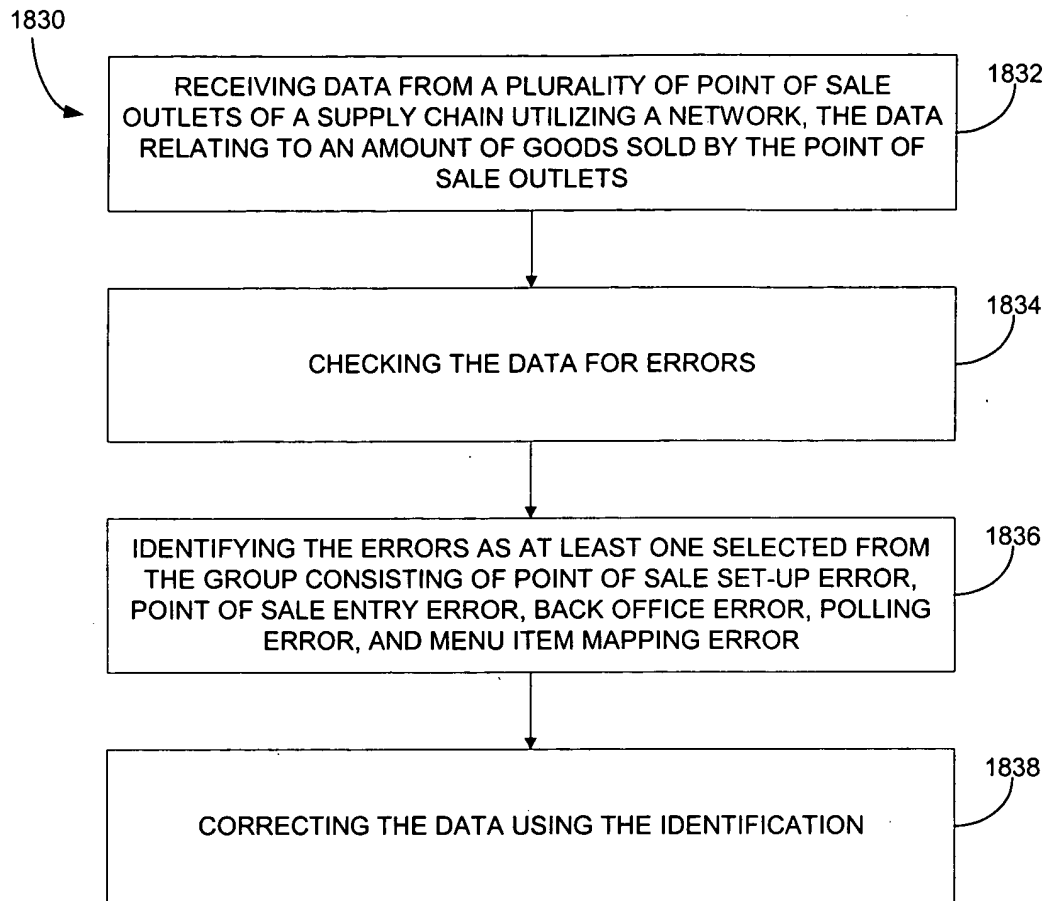 1830
RECEIVING DATA FROM A PLURALITY OF POINT OF SALE
OUTLETS OF A SUPPLY CHAIN UTILIZING A NETWORK, THE DATA
RELATING TO AN AMOUNT OF GOODS SOLD BY THE POINT OF
SALE OUTLETS
1832
CHECKING THE DATA FOR ERRORS
1834
IDENTIFYING THE ERRORS AS AT LEAST ONE SELECTED FROM
THE GROUP CONSISTING OF POINT OF SALE SET-UP ERROR,
POINT OF SALE ENTRY ERROR, BACK OFFICE ERROR, POLLING
ERROR, AND MENU ITEM MAPPING ERROR
1836
CORRECTING THE DATA USING THE IDENTIFICATION
1838